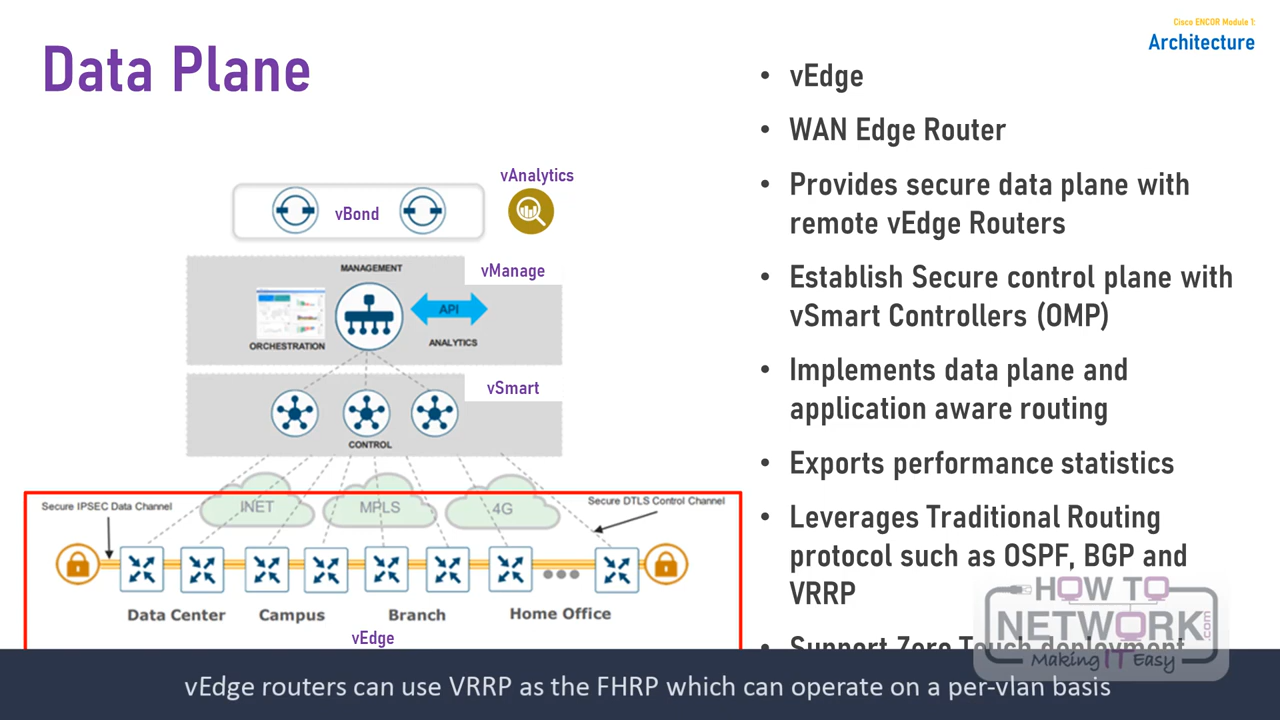 Cisco ENCOR Module 1:
Architecture
Data Plane
vAnalytics
vBond
MANAGEMENT
vManage
API
ORCHESTRATION
ANALYTICS
vSmart
CONTROL
INET
MPLS
4G
Secure IPSEC Data Channel
Secure DTLS Control Channel
Data Center
Campus
Branch
Home Office
vEdge
• vEdge
• WAN Edge Router
• Provides secure data plane with
remote vEdge Routers
• Establish Secure control plane with
vSmart Controllers (OMP)
• Implements data plane and
application aware routing
• Exports performance statistics
• Leverages Traditional Routing
protocol such as OSPF, BGP and
VRRP
• Support Zero Touch deployment
HOW TO
NETWORK.com
Making IT Easy
vEdge routers can use VRRP as the FHRP which can operate on a per-vlan basis